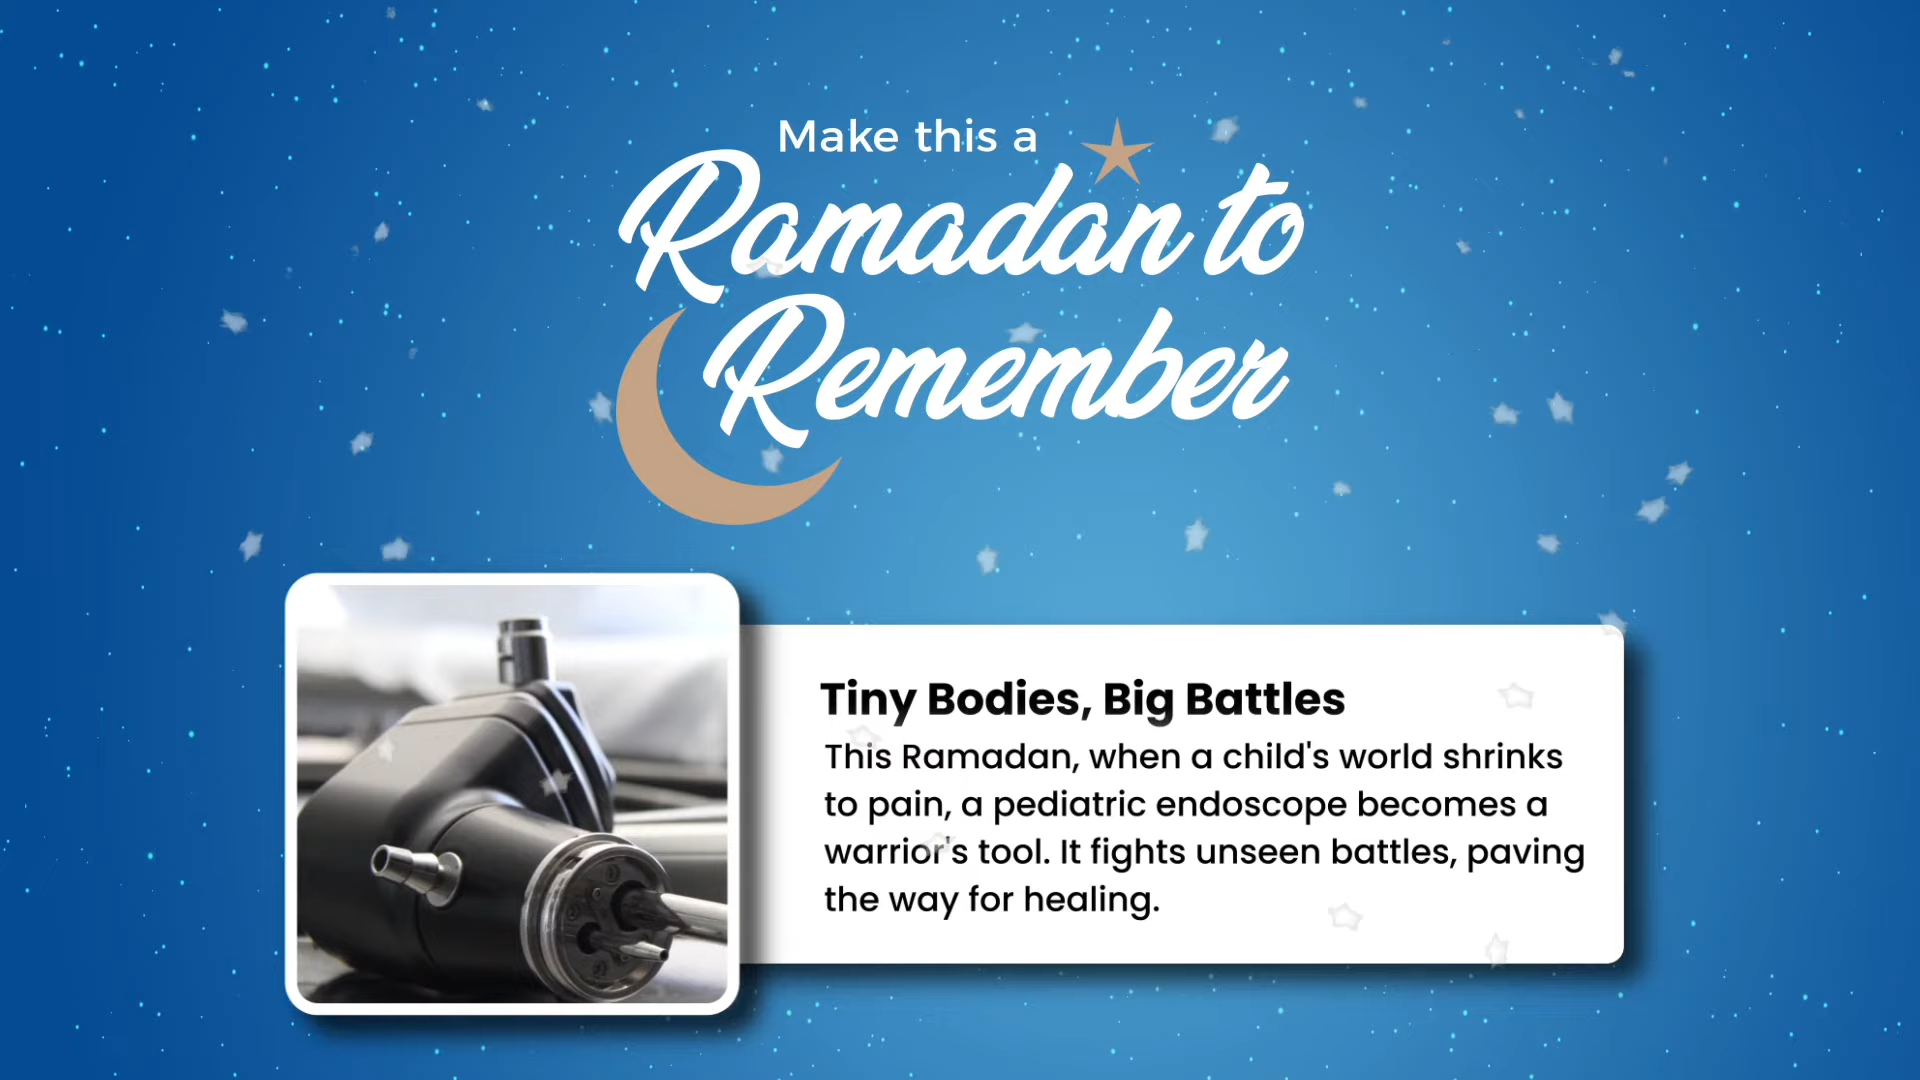 Make this a
Ramadan to
Remember
Tiny Bodies, Big Battles
This Ramadan, when a child's world shrinks
to pain, a pediatric endoscope becomes a
warrior's tool. It fights unseen battles, paving
the way for healing.